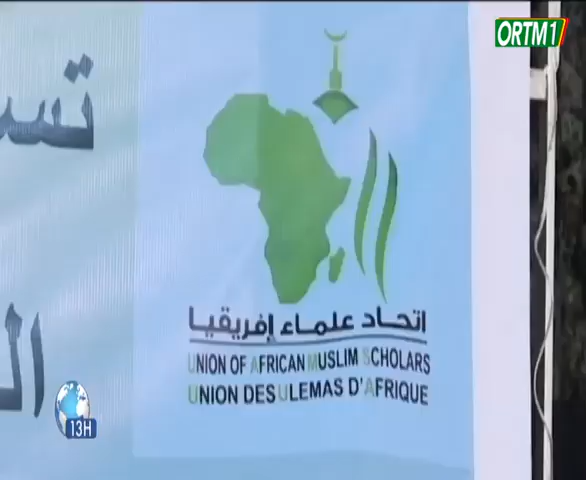 ORTM1
اتحاد علماء إفريقيا
UNION OF AFRICAN MUSLIM SCHOLARS
UNION DES ULEMAS D'AFRIQUE
13H